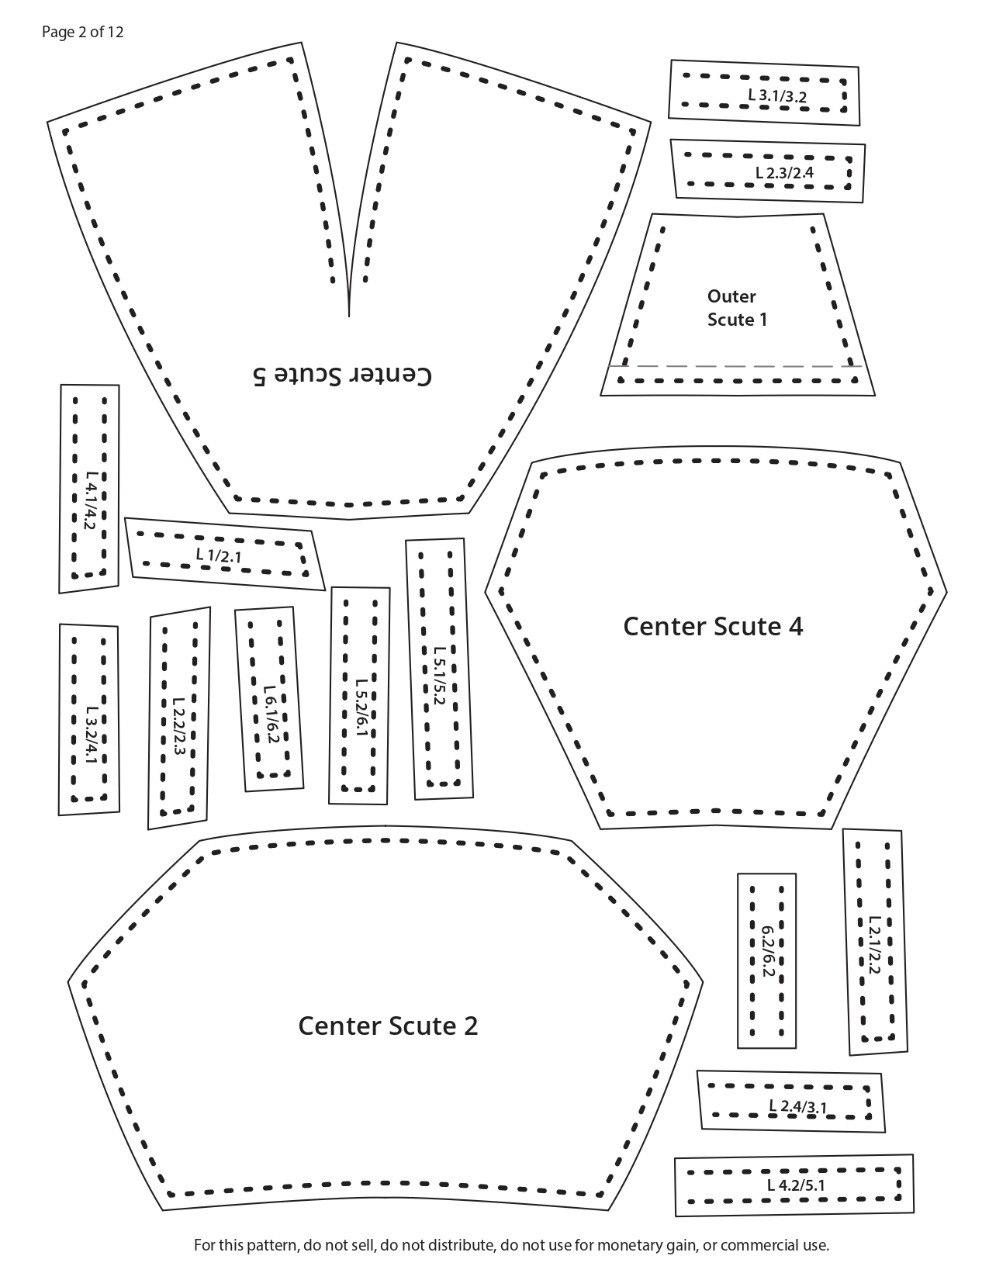 Page 2 of 12
L 3.1/3.2
L 2.3/2.4
Outer
Scute 1
Center Scute 5
L 4.1/4.2
L 1/2.1
Center Scute 4
L 3.2/4.1
L 2.2/2.3
L 6.1/6.2
L 5.2/6.1
L 5.1/5.2
6.2/6.2
L 2.1/2.2
Center Scute 2
L 2.4/3.1
L 4.2/5.1
For this pattern, do not sell, do not distribute, do not use for monetary gain, or commercial use.